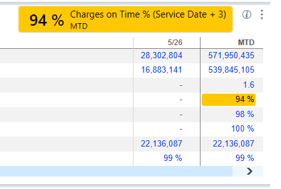 94 % Charges on Time % (Service Date + 3)
MTD
5/26 MTD
28,302,804 571,950,435
16,883,141 539,845,105
- 1.6
- 94 %
- 98 %
- 100 %
22,136,087 22,136,087
99 % 99 %